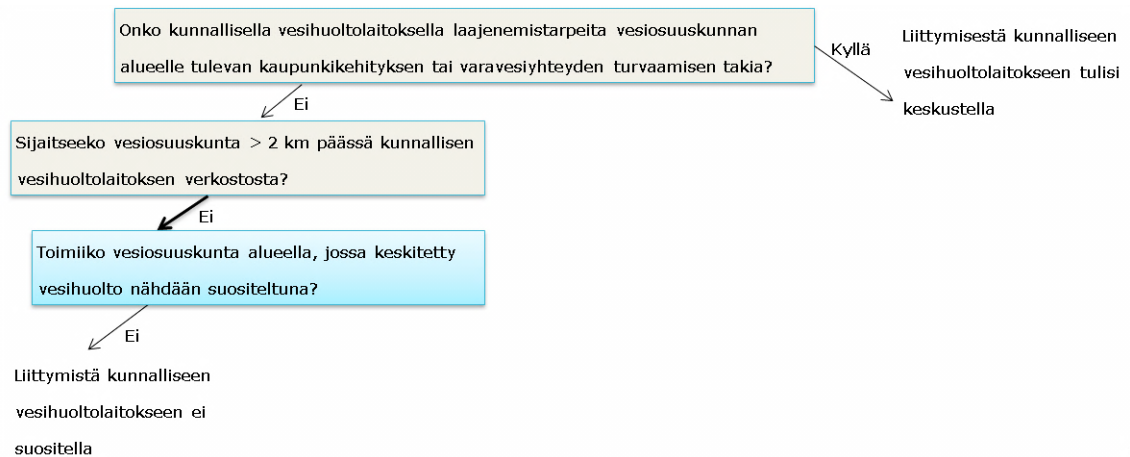 Onko kunnallisella vesihuoltolaitoksella laajenemistarpeita vesiosuuskunnan
alueelle tulevan kaupunkikehityksen tai varavesiyhteyden turvaamisen takia?
Kyllä
Liittymisestä kunnalliseen
vesihuoltolaitokseen tulisi
keskustella
Ei
Sijaitseeko vesiosuuskunta > 2 km päässä kunnallisen
vesihuoltolaitoksen verkostosta?
Ei
Toimiiko vesiosuuskunta alueella, jossa keskitetty
vesihuolto nähdään suositeltuna?
Ei
Liittymistä kunnalliseen
vesihuoltolaitokseen ei
suositella